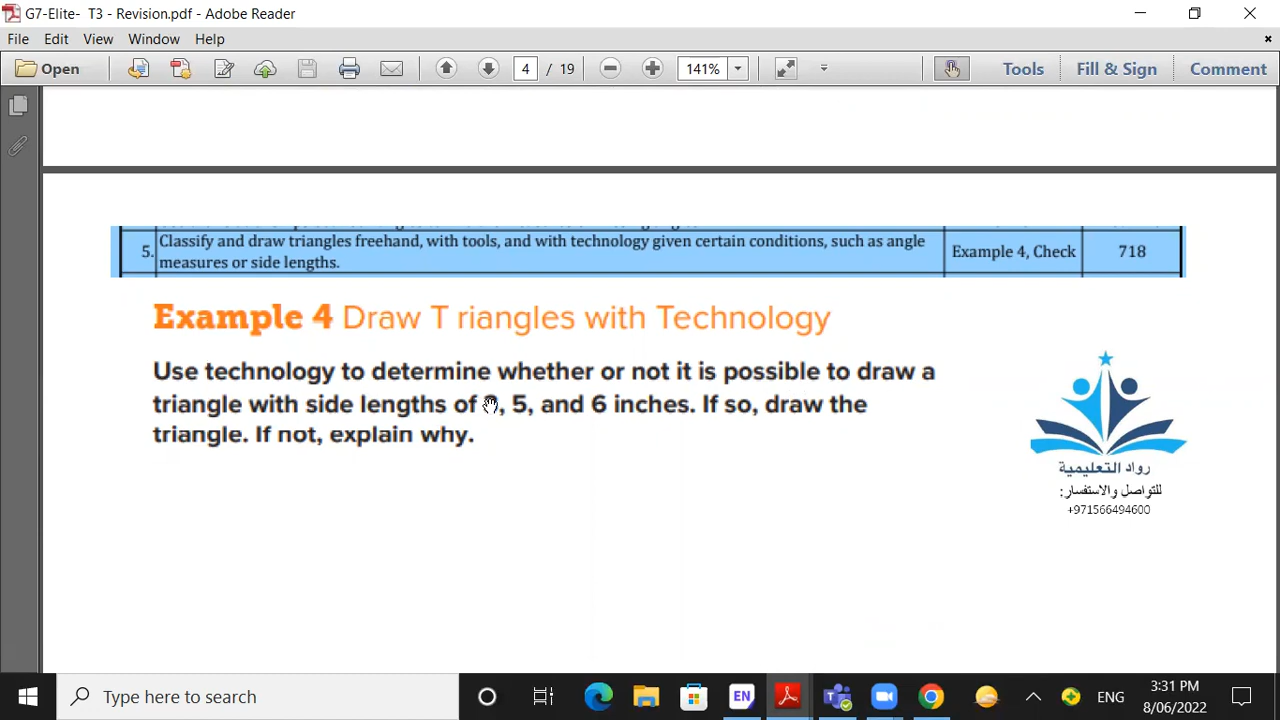 G7-Elite- T3 - Revision.pdf - Adobe Reader
File Edit View Window Help
Open 4 / 19 141% Tools Fill & Sign Comment
5. Classify and draw triangles freehand, with tools, and with technology given certain conditions, such as angle
measures or side lengths.
Example 4, Check
718
Example 4 Draw T riangles with Technology
Use technology to determine whether or not it is possible to draw a
triangle with side lengths of , 5, and 6 inches. If so, draw the
triangle. If not, explain why.
رواد التعليمية
للتواصل والاستفسار:
+971566494600
Type here to search
EN
ENG
3:31 PM
8/06/2022